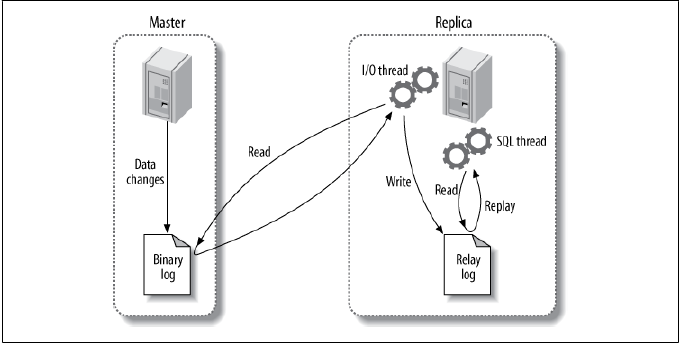 Master
Replica
I/O thread
SQL thread
Read
Data
changes
Write
Read
Replay
Binary
log
Relay
log